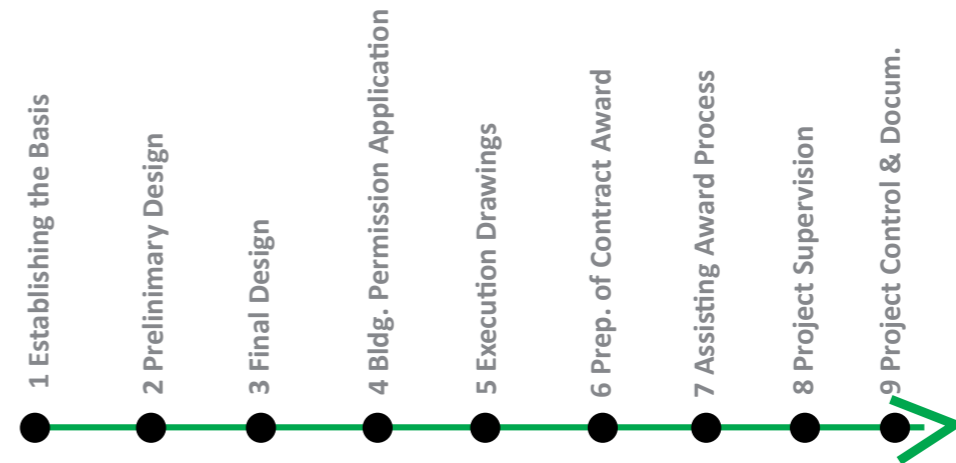 1 Establishing the Basis
2 Prelinimary Design
3 Final Design
4 Bldg. Permission Application
5 Execution Drawings
6 Prep. of Contract Award
7 Assisting Award Process
8 Project Supervision
9 Project Control & Docum.